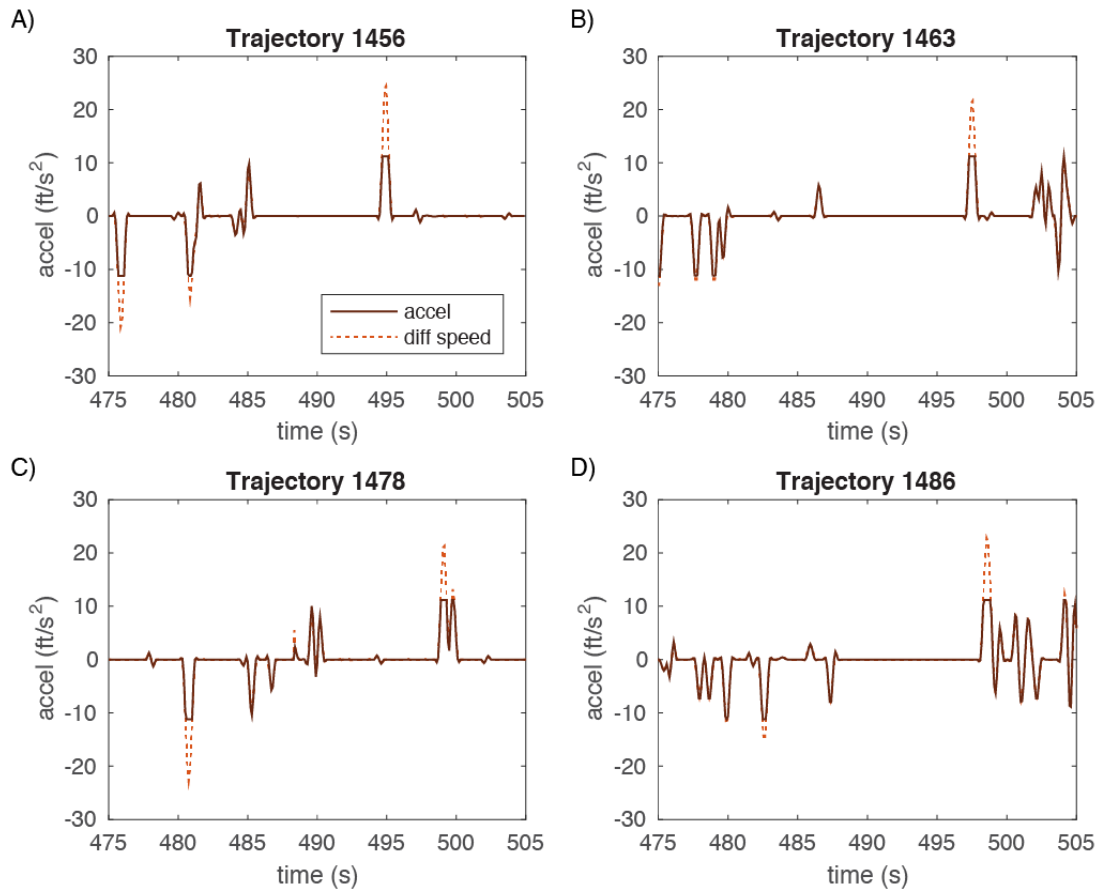 A)
Trajectory 1456
30
20
10
0
-10
-20
-30
accel (ft/s²)
accel
diff speed
475 480 485 490 495 500 505
time (s)
B)
Trajectory 1463
30
20
10
0
-10
-20
-30
accel (ft/s²)
475 480 485 490 495 500 505
time (s)
C)
Trajectory 1478
30
20
10
0
-10
-20
-30
accel (ft/s²)
475 480 485 490 495 500 505
time (s)
D)
Trajectory 1486
30
20
10
0
-10
-20
-30
accel (ft/s²)
475 480 485 490 495 500 505
time (s)